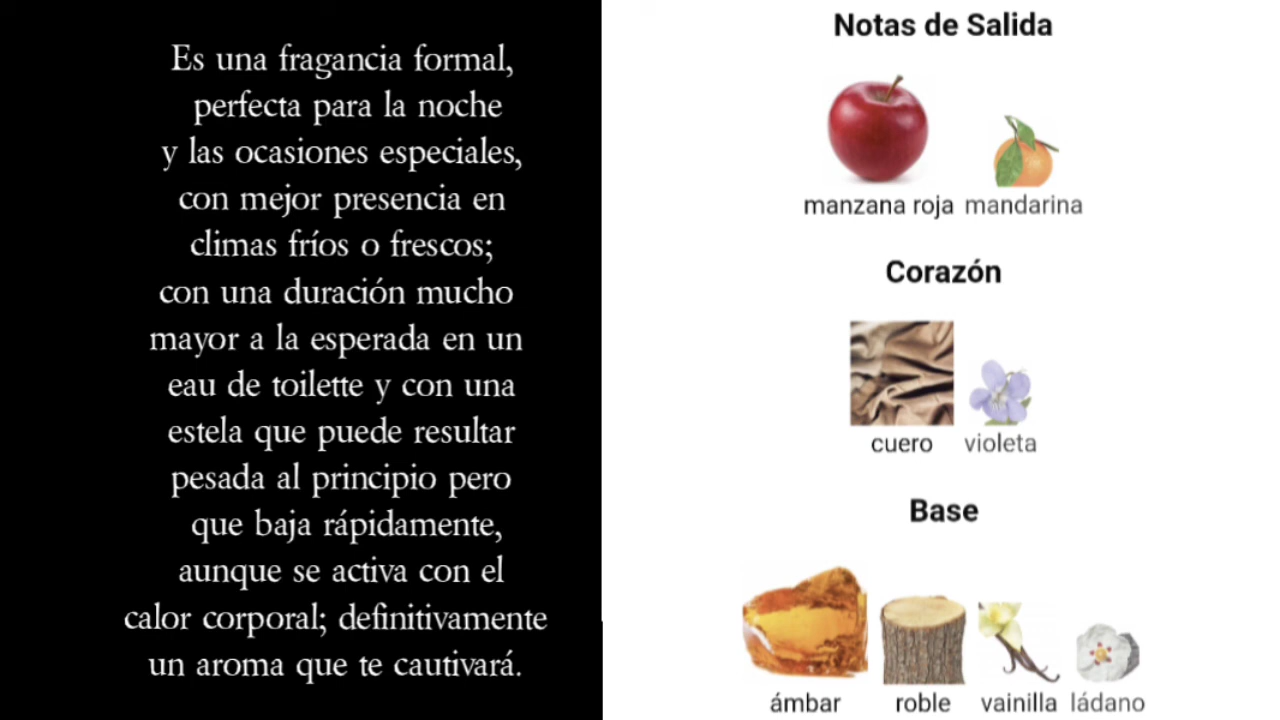 Es una fragancia formal,
perfecta para la noche
y las ocasiones especiales,
con mejor presencia en
climas fríos o frescos;
con una duración mucho
mayor a la esperada en un
eau de toilette y con una
estela que puede resultar
pesada al principio pero
que baja rápidamente,
aunque se activa con el
calor corporal; definitivamente
un aroma que te cautivará.
Notas de Salida
manzana roja mandarina
Corazón
cuero violeta
Base
ámbar roble vainilla ládano